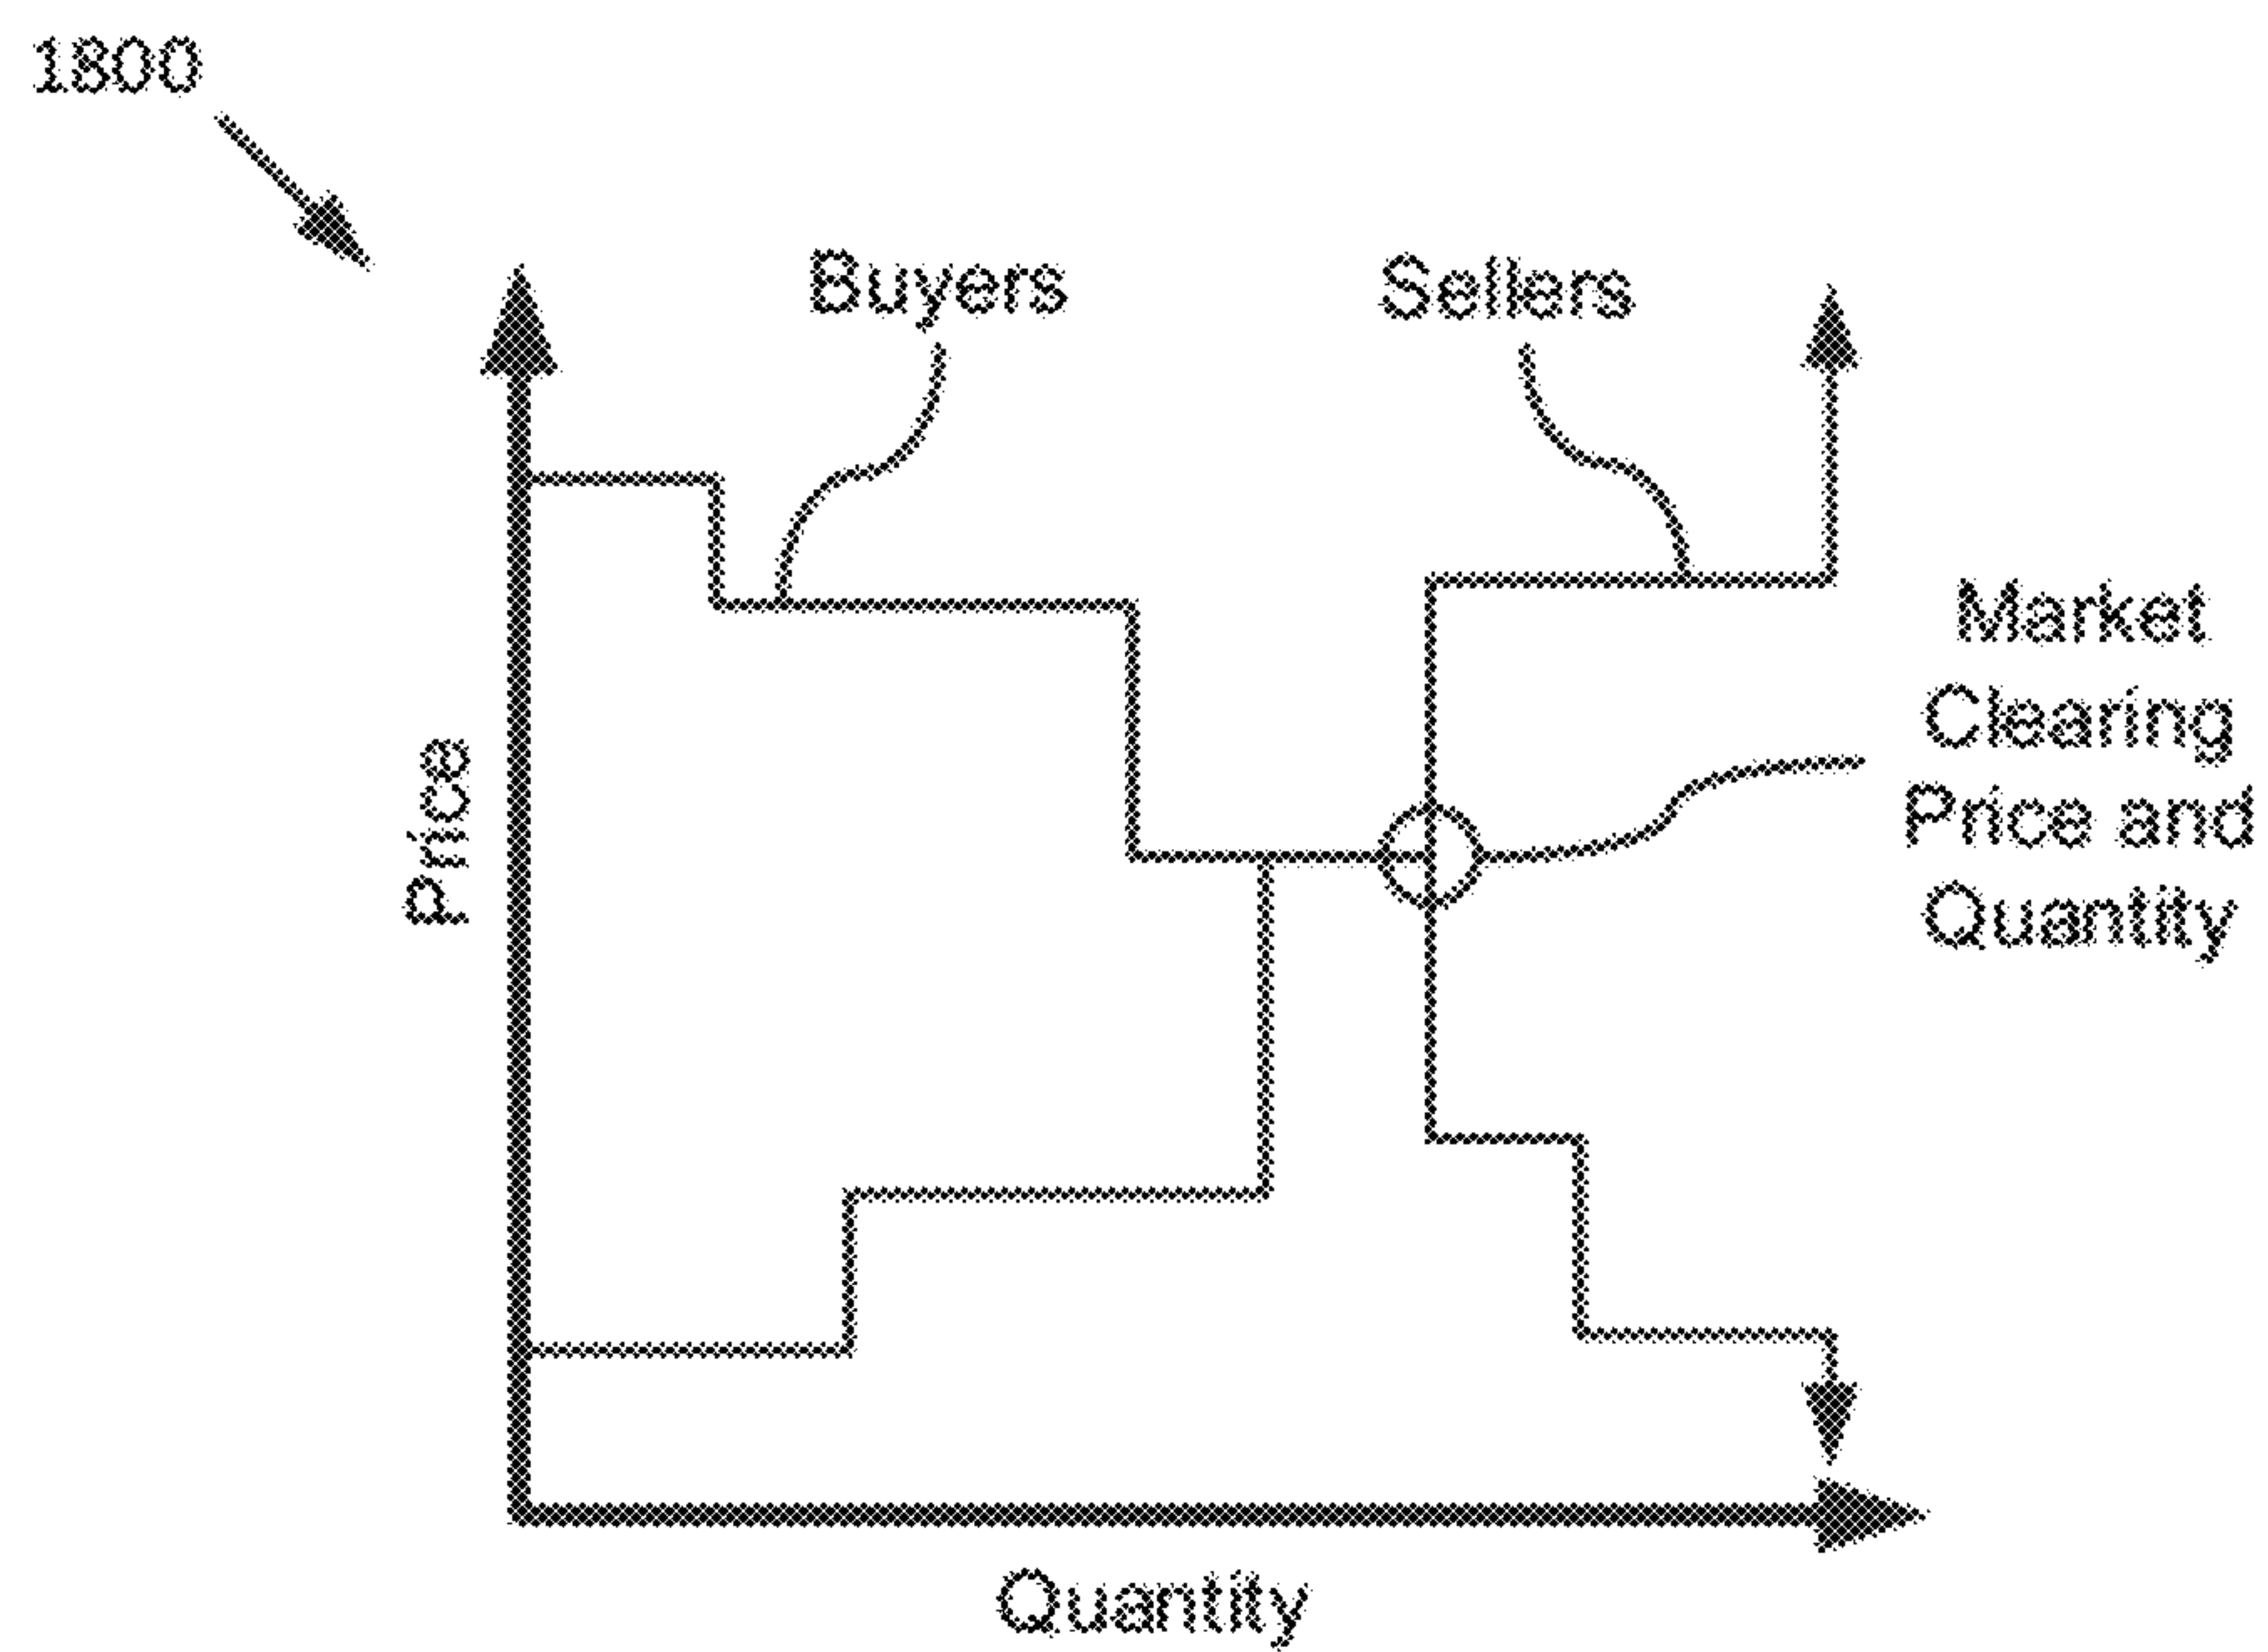 1800
Buyers
Sellers
Market
Clearing
Price and
Quantity
Price
Quantity